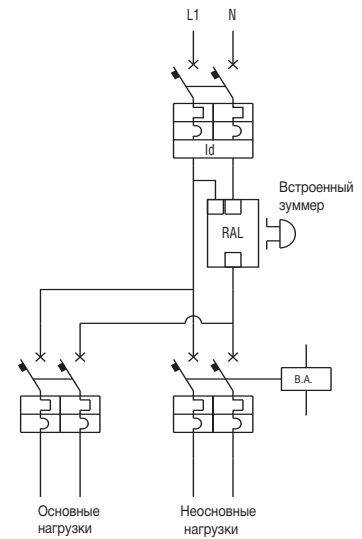 L1 N
Id
Встроенный
зуммер
RAL
В.А.
Основные
нагрузки
Неосновные
нагрузки